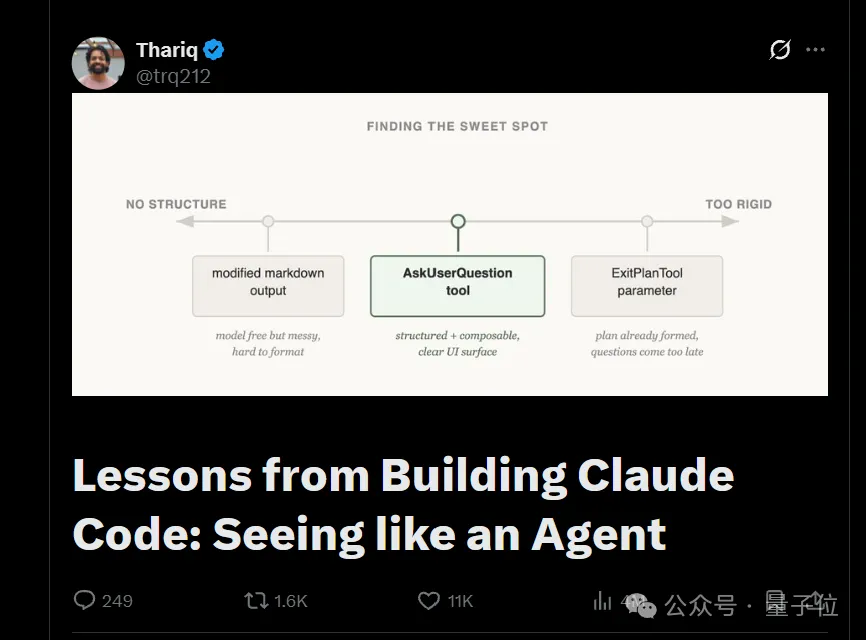 Thariq
@trq212
FINDING THE SWEET SPOT
NO STRUCTURE
TOO RIGID
modified markdown
output
AskUserQuestion
tool
ExitPlanTool
parameter
model free but messy,
hard to format
structured + composable,
clear UI surface
plan already formed,
questions come too late
Lessons from Building Claude
Code: Seeing like an Agent
249
1.6K
11K
公众号 · 量子位